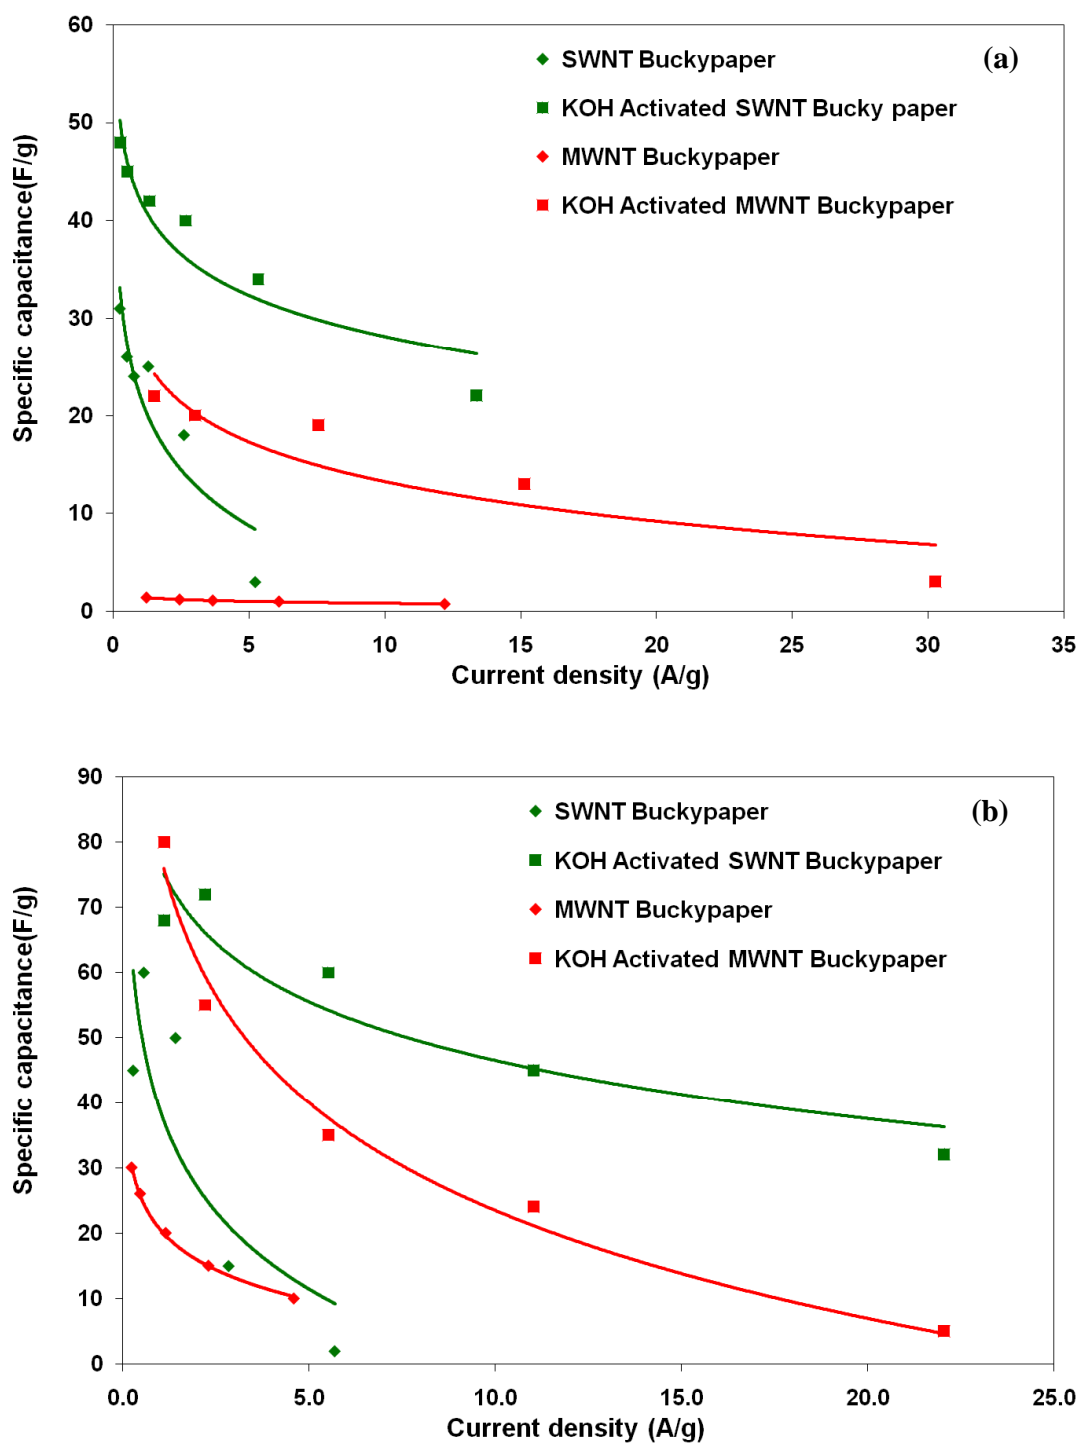 60
50
40
30
20
10
0
Specific capacitance(F/g)
SWNT Buckypaper
KOH Activated SWNT Bucky paper
MWNT Buckypaper
KOH Activated MWNT Buckypaper
(a)
0 5 10 15 20 25 30 35
Current density (A/g)
90
80
70
60
50
40
30
20
10
0
Specific capacitance(F/g)
SWNT Buckypaper
KOH Activated SWNT Buckypaper
MWNT Buckypaper
KOH Activated MWNT Buckypaper
(b)
0.0 5.0 10.0 15.0 20.0 25.0
Current density (A/g)